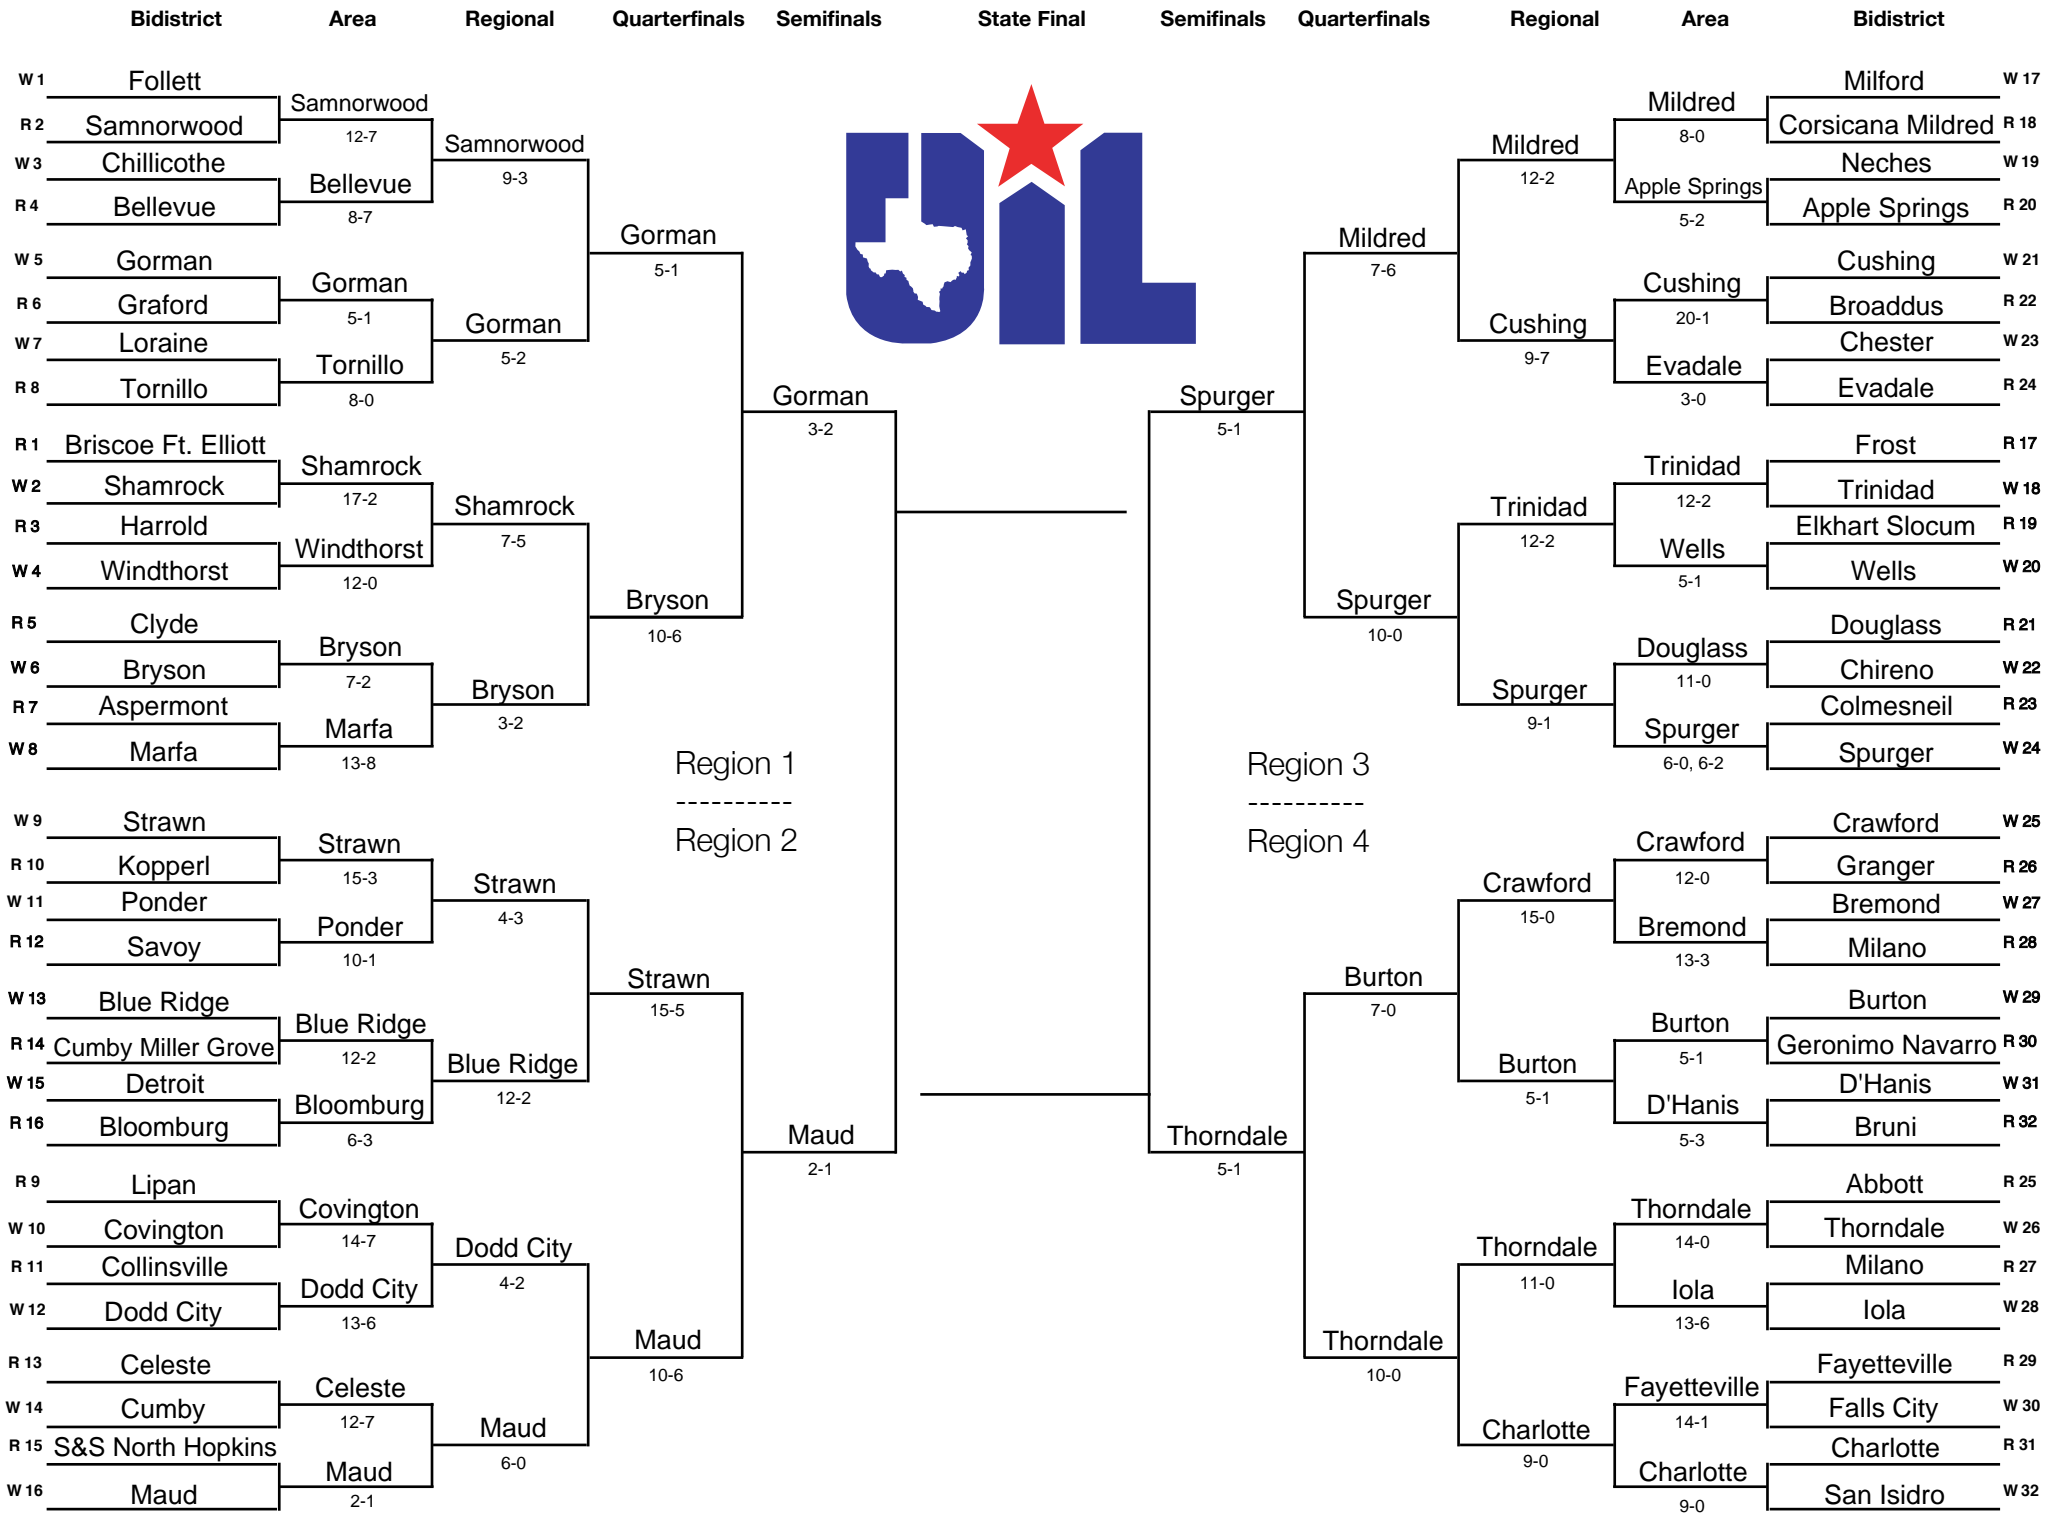 Bidistrict Area Regional Quarterfinals Semifinals State Final Semifinals Quarterfinals Regional Area Bidistrict
W 1 Follett
Samnorwood
R 2 Samnorwood
12-7
Samnorwood
W 3 Chillicothe
9-3
Bellevue
R 4 Bellevue
8-7
Gorman
5-1
W 5 Gorman
Gorman
R 6 Graford
5-1
Gorman
W 7 Loraine
5-2
Tornillo
R 8 Tornillo
8-0
Gorman
3-2
R 1 Briscoe Ft. Elliott
Shamrock
W 2 Shamrock
17-2
Shamrock
R 3 Harrold
7-5
Windthorst
W 4 Windthorst
12-0
Bryson
10-6
R 5 Clyde
Bryson
W 6 Bryson
7-2
Bryson
R 7 Aspermont
3-2
Marfa
W 8 Marfa
13-8
Region 1
----------
Region 2
W 9 Strawn
Strawn
R 10 Kopperl
15-3
Strawn
W 11 Ponder
4-3
Ponder
R 12 Savoy
10-1
Strawn
15-5
W 13 Blue Ridge
Blue Ridge
R 14 Cumby Miller Grove
12-2
Blue Ridge
W 15 Detroit
12-2
Bloomburg
R 16 Bloomburg
6-3
Maud
2-1
R 9 Lipan
Covington
W 10 Covington
14-7
Dodd City
R 11 Collinsville
4-2
Dodd City
W 12 Dodd City
13-6
Maud
10-6
R 13 Celeste
Celeste
W 14 Cumby
12-7
Maud
R 15 S&S North Hopkins
6-0
Maud
W 16 Maud
2-1
UIL
Milford W 17
Mildred
8-0
Corsicana Mildred R 18
Mildred
12-2
Neches W 19
Apple Springs
5-2
Apple Springs R 20
Mildred
7-6
Cushing W 21
Cushing
20-1
Broaddus R 22
Cushing
9-7
Chester W 23
Evadale
3-0
Evadale R 24
Spurger
5-1
Frost R 17
Trinidad
12-2
Trinidad W 18
Trinidad
12-2
Elkhart Slocum R 19
Wells
5-1
Wells W 20
Spurger
10-0
Douglass R 21
Douglass
11-0
Chireno W 22
Spurger
9-1
Colmesneil R 23
Spurger
6-0, 6-2
Spurger W 24
Region 3
----------
Region 4
Crawford W 25
Crawford
12-0
Granger R 26
Crawford
15-0
Bremond W 27
Bremond
13-3
Milano R 28
Burton
7-0
Burton W 29
Burton
5-1
Geronimo Navarro R 30
Burton
5-1
D'Hanis W 31
D'Hanis
5-3
Bruni R 32
Thorndale
5-1
Abbott R 25
Thorndale
14-0
Thorndale W 26
Thorndale
11-0
Milano R 27
Iola
13-6
Iola W 28
Thorndale
10-0
Fayetteville R 29
Fayetteville
14-1
Falls City W 30
Charlotte
9-0
Charlotte R 31
Charlotte
9-0
San Isidro W 32